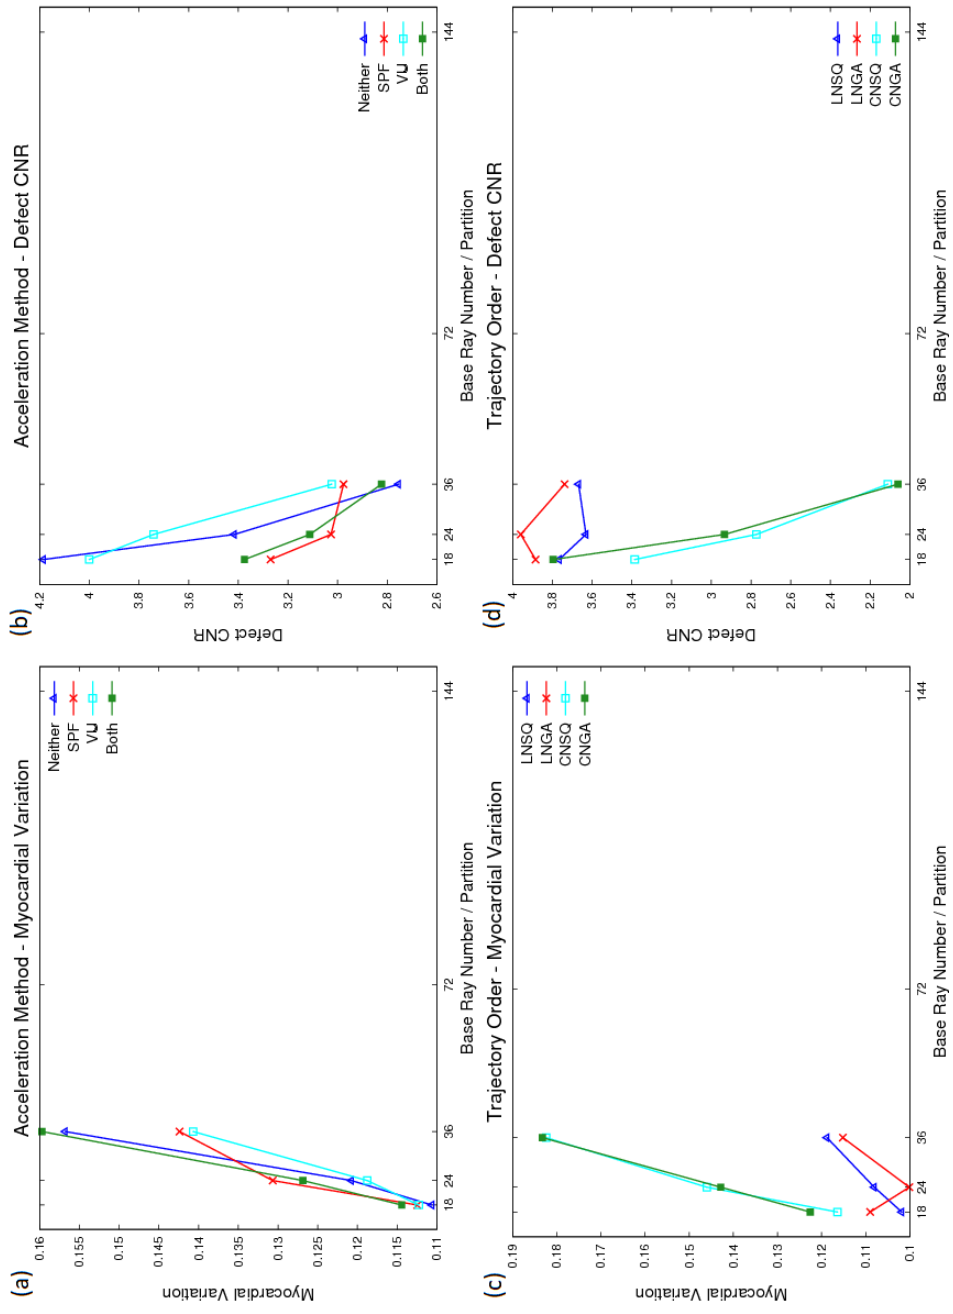 (a)
Acceleration Method - Myocardial Variation
Myocardial Variation
0.16
0.155
0.15
0.145
0.14
0.135
0.13
0.125
0.12
0.115
0.11
18
24
36
72
144
Base Ray Number / Partition
Neither
SPF
VU
Both
(b)
Acceleration Method - Defect CNR
Defect CNR
4.2
4
3.8
3.6
3.4
3.2
3
2.8
2.6
18
24
36
72
144
Base Ray Number / Partition
Neither
SPF
VU
Both
(c)
Trajectory Order - Myocardial Variation
Myocardial Variation
0.19
0.18
0.17
0.16
0.15
0.14
0.13
0.12
0.11
0.1
18
24
36
72
144
Base Ray Number / Partition
LNSQ
LNGA
CNSQ
CNGA
(d)
Trajectory Order - Defect CNR
Defect CNR
4
3.8
3.6
3.4
3.2
3
2.8
2.6
2.4
2.2
2
18
24
36
72
144
Base Ray Number / Partition
LNSQ
LNGA
CNSQ
CNGA